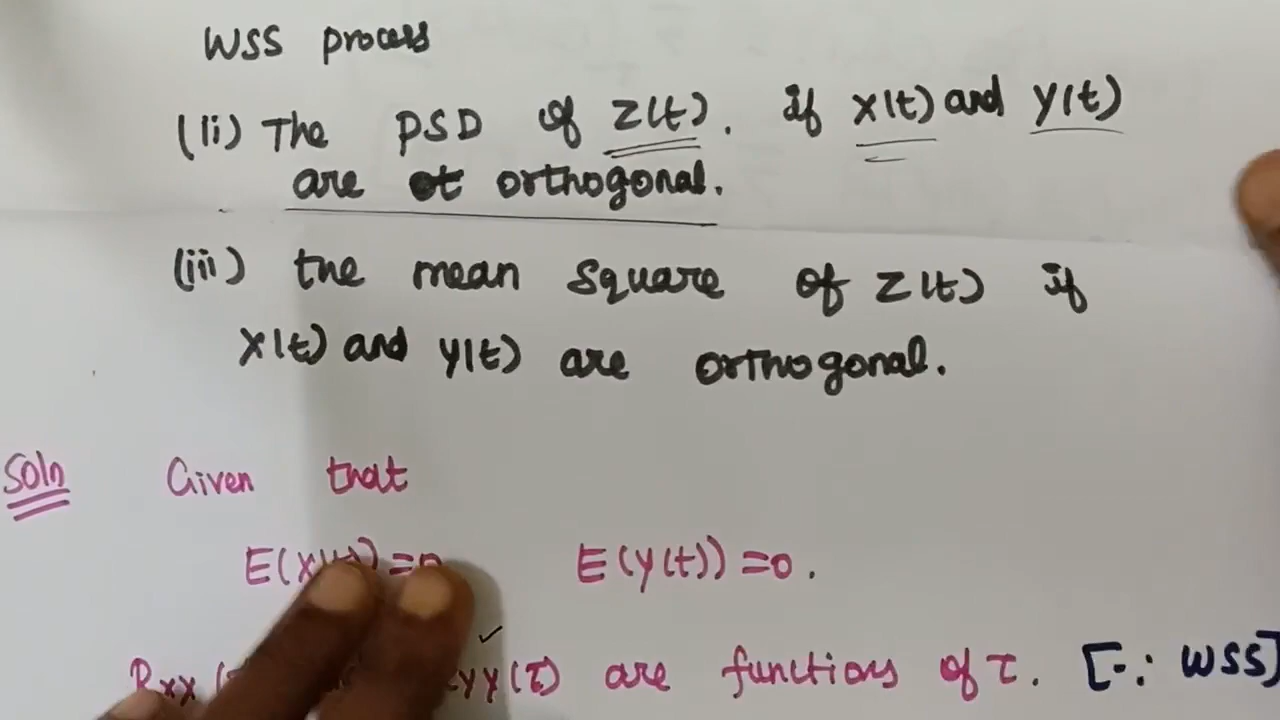 WSS process
(ii) The PSD of Z(t). if X(t) and Y(t)
are orthogonal.
(iii) the mean square of Z(t) if
X(t) and Y(t) are orthogonal.
Soln Given that
E(X(t)) = 0 E(Y(t)) = 0.
Rxx yy(τ) are functions of τ. [∵ WSS]